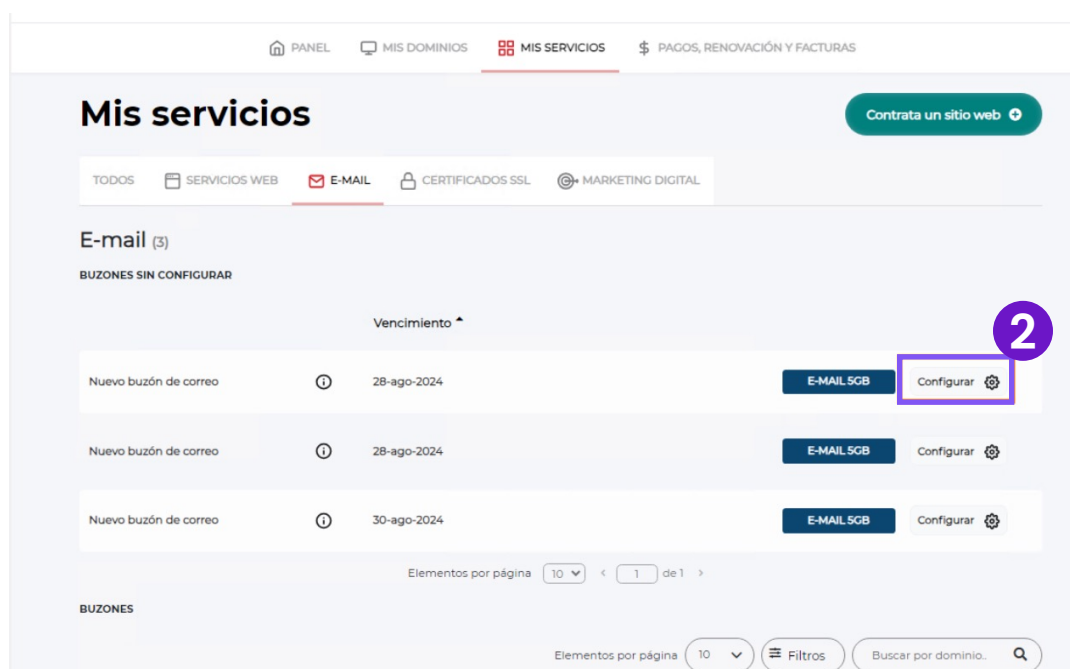 PANEL MIS DOMINIOS MIS SERVICIOS $ PAGOS, RENOVACIÓN Y FACTURAS
Mis servicios
Contrata un sitio web
TODOS SERVICIOS WEB E-MAIL CERTIFICADOS SSL MARKETING DIGITAL
E-mail (3)
BUZONES SIN CONFIGURAR
Vencimiento
2
Nuevo buzón de correo 28-ago-2024 E-MAIL 5GB Configurar
Nuevo buzón de correo 28-ago-2024 E-MAIL 5GB Configurar
Nuevo buzón de correo 30-ago-2024 E-MAIL 5GB Configurar
Elementos por página 10 < 1 de 1 >
BUZONES
Elementos por página 10 Filtros Buscar por dominio..